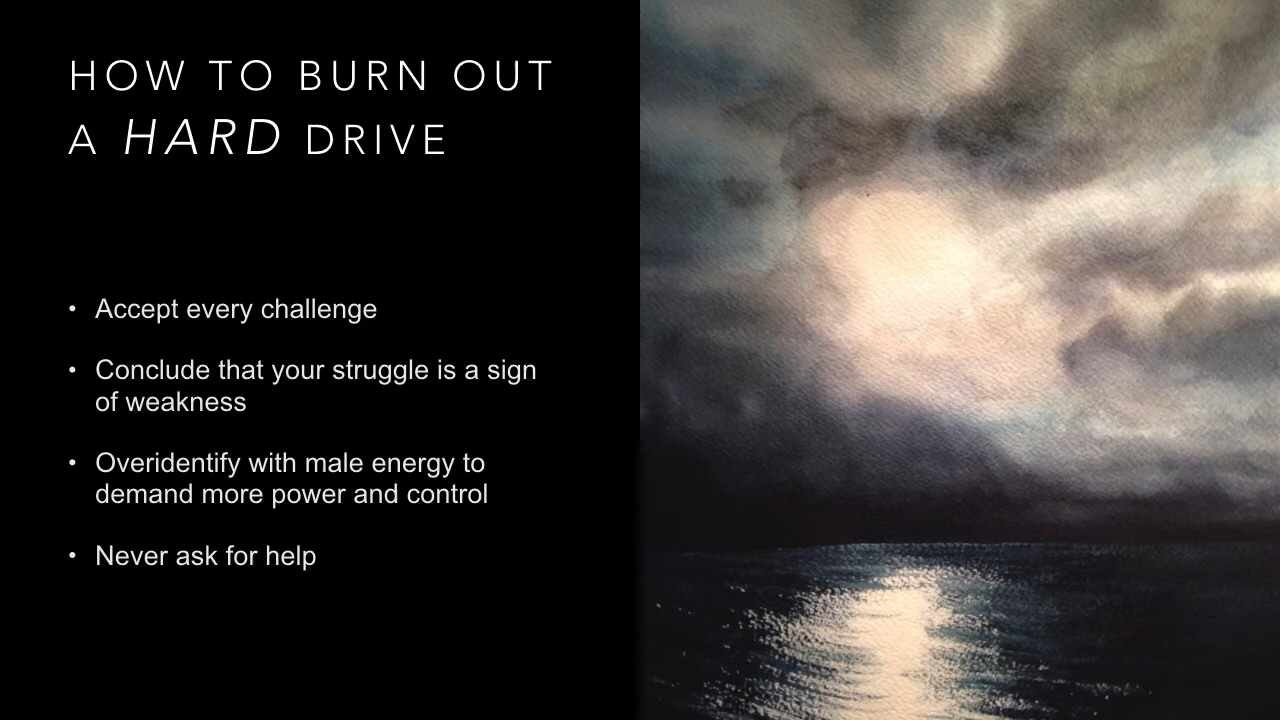 HOW TO BURN OUT
A HARD DRIVE
• Accept every challenge
• Conclude that your struggle is a sign
of weakness
• Overidentify with male energy to
demand more power and control
• Never ask for help